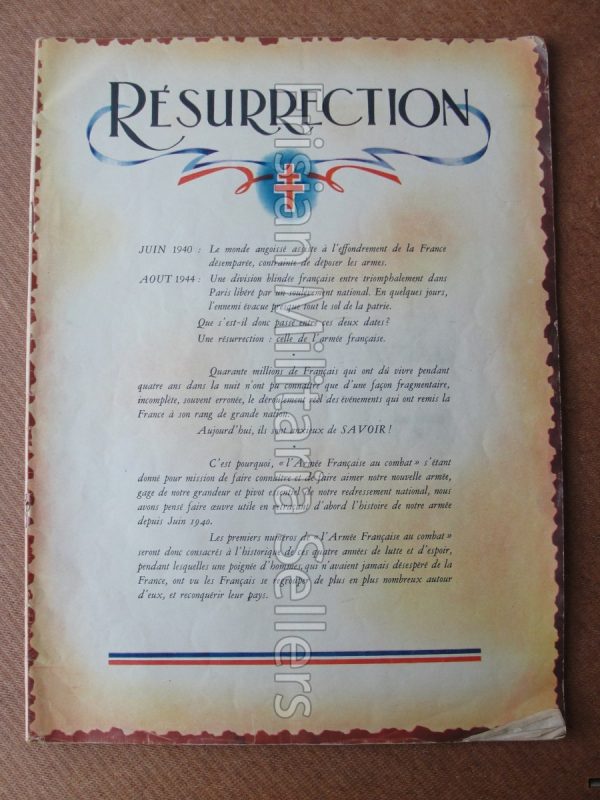 RÉSURRECTION
JUIN 1940 : Le monde angoissé assiste à l'effondrement de la France
désemparée, contrainte de déposer les armes.
AOUT 1944 : Une division blindée française entre triomphalement dans
Paris libéré par un soulèvement national. En quelques jours,
l'ennemi évacue presque tout le sol de la patrie.
Que s'est-il donc passé entre ces deux dates?
Une résurrection : celle de l'armée française.
Quarante millions de Français qui ont dû vivre pendant
quatre ans dans la nuit n'ont pu connaître que d'une façon fragmentaire,
incomplète, souvent erronée, le déroulement réel des événements qui ont remis la
France à son rang de grande nation.
Aujourd'hui, ils sont anxieux de SAVOIR!
C'est pourquoi, « l'Armée Française au combat » s'étant
donné pour mission de faire connaître et de faire aimer notre nouvelle armée,
gage de notre grandeur et pivot essentiel de notre redressement national, nous
avons pensé faire œuvre utile en retraçant d'abord l'histoire de notre armée
depuis Juin 1940.
Les premiers numéros de « l'Armée Française au combat »
seront donc consacrés à l'historique de ces quatre années de lutte et d'espoir,
pendant lesquelles une poignée d'hommes, qui n'avaient jamais désespéré de la
France, ont vu les Français se regrouper de plus en plus nombreux autour
d'eux, et reconquérir leur pays.
Frisian Militaria Sellers